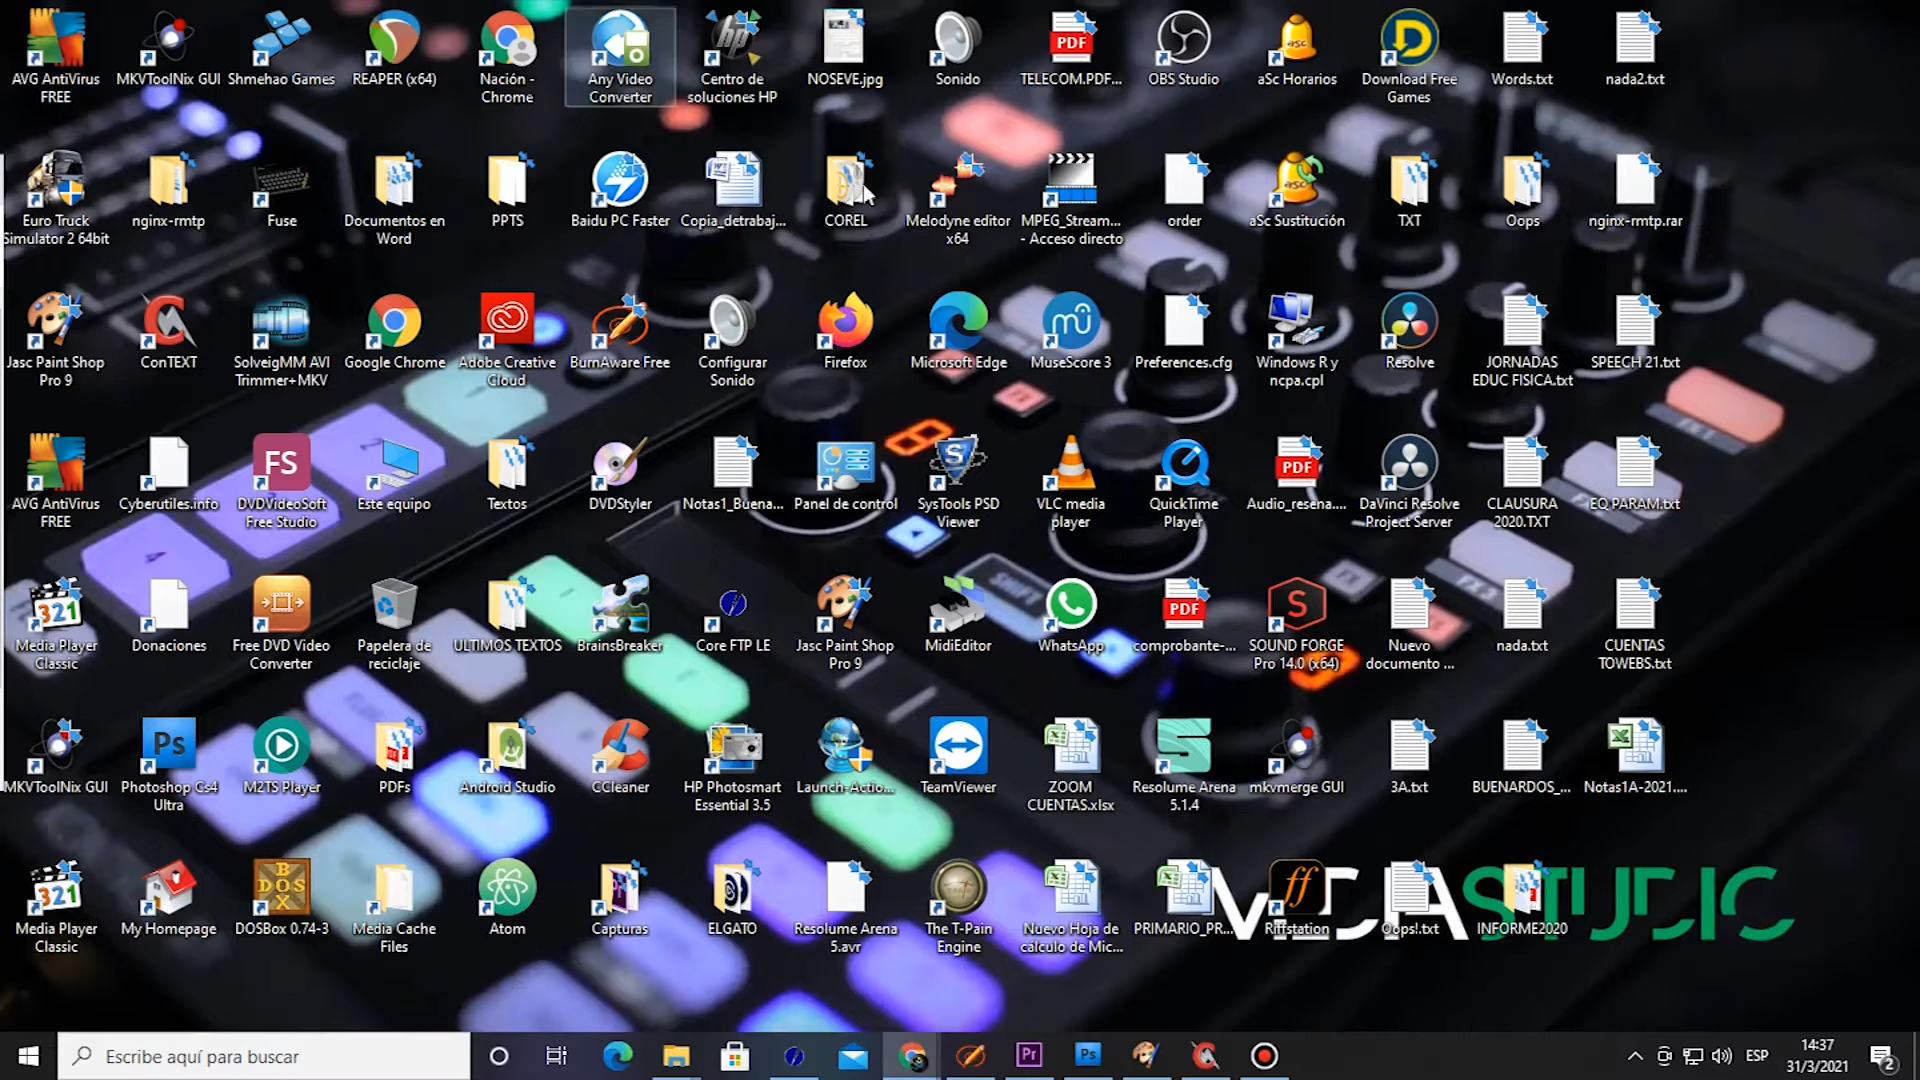 AVG AntiVirus
FREE
MKVToolNix GUI
Shmehao Games
REAPER (x64)
Nación -
Chrome
Any Video
Converter
Centro de
soluciones HP
NOSEVE.jpg
Sonido
TELECOM.PDF...
OBS Studio
aSc Horarios
Download Free
Games
Words.txt
nada2.txt
Euro Truck
Simulator 2 64bit
nginx-rmtp
Fuse
Documentos en
Word
PPTS
Baidu PC Faster
Copia_detrabaj...
COREL
Melodyne editor
x64
MPEG_Stream...
- Acceso directo
order
aSc Sustitución
TXT
Oops
nginx-rmtp.rar
Jasc Paint Shop
Pro 9
ConTEXT
SolveigMM AVI
Trimmer+MKV
Google Chrome
Adobe Creative
Cloud
BurnAware Free
Configurar
Sonido
Firefox
Microsoft Edge
MuseScore 3
Preferences.cfg
Windows R y
ncpa.cpl
Resolve
JORNADAS
EDUC FISICA.txt
SPEECH 21.txt
AVG AntiVirus
FREE
Cyberutiles.info
DVDVideoSoft
Free Studio
Este equipo
Textos
DVDStyler
Notas1_Buena...
Panel de control
SysTools PSD
Viewer
VLC media
player
QuickTime
Player
Audio_resena....
DaVinci Resolve
Project Server
CLAUSURA
2020.TXT
EQ PARAM.txt
Media Player
Classic
Donaciones
Free DVD Video
Converter
Papelera de
reciclaje
ULTIMOS TEXTOS
BrainsBreaker
Core FTP LE
Jasc Paint Shop
Pro 9
MidiEditor
WhatsApp
comprobante-...
SOUND FORGE
Pro 14.0 (x64)
Nuevo
documento ...
nada.txt
CUENTAS
TOWEBS.txt
MKVToolNix GUI
Photoshop Cs4
Ultra
M2TS Player
PDFs
Android Studio
CCleaner
HP Photosmart
Essential 3.5
Launch-Actio...
TeamViewer
ZOOM
CUENTAS.xlsx
Resolume Arena
5.1.4
mkvmerge GUI
3A.txt
BUENARDOS_...
Notas1A-2021....
Media Player
Classic
My Homepage
DOSBox 0.74-3
Media Cache
Files
Atom
Capturas
ELGATO
Resolume Arena
5.avr
The T-Pain
Engine
Nuevo Hoja de
cálculo de Mic...
PRIMARIO_PR...
Riffstation
Oops!.txt
INFORME2020
MEDIASTUDIO
Escribe aquí para buscar
ESP
14:37
31/3/2021
2